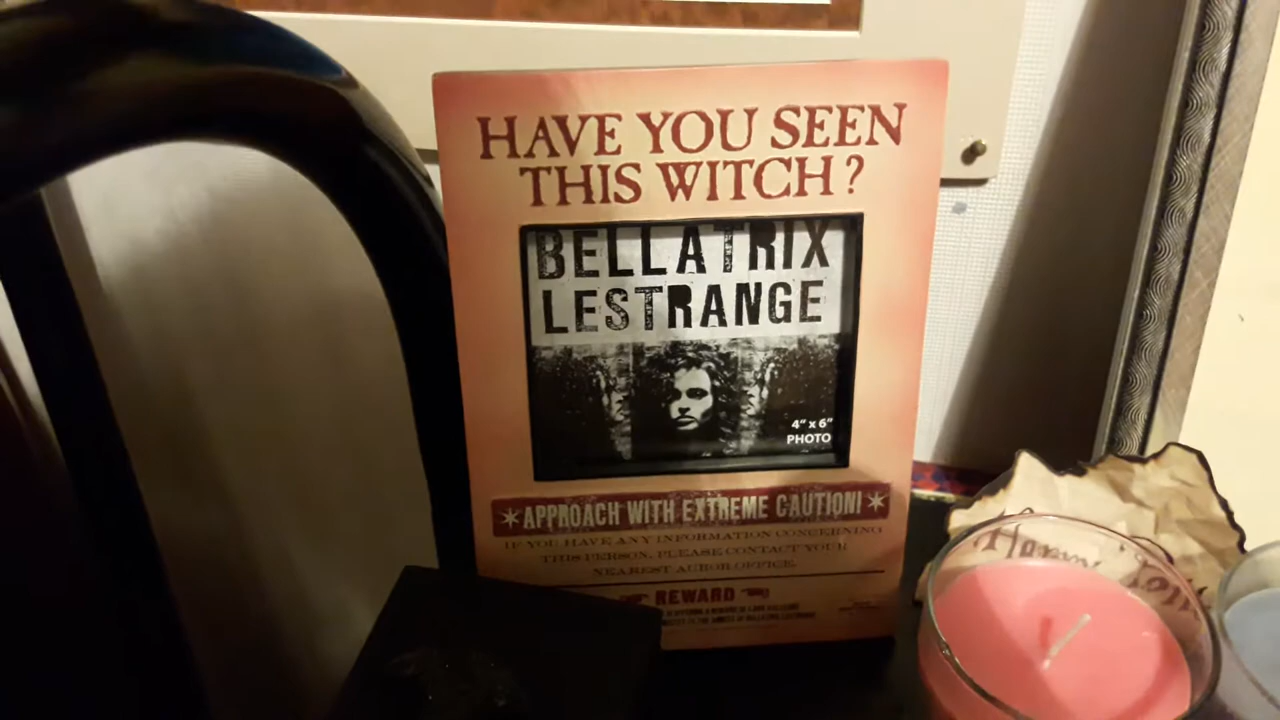 HAVE YOU SEEN
THIS WITCH?
BELLATRIX
LESTRANGE
4" x 6"
PHOTO
APPROACH WITH EXTREME CAUTION!
IF YOU HAVE ANY INFORMATION CONCERNING
THIS PERSON, PLEASE CONTACT YOUR
NEAREST AUROR OFFICE.
REWARD